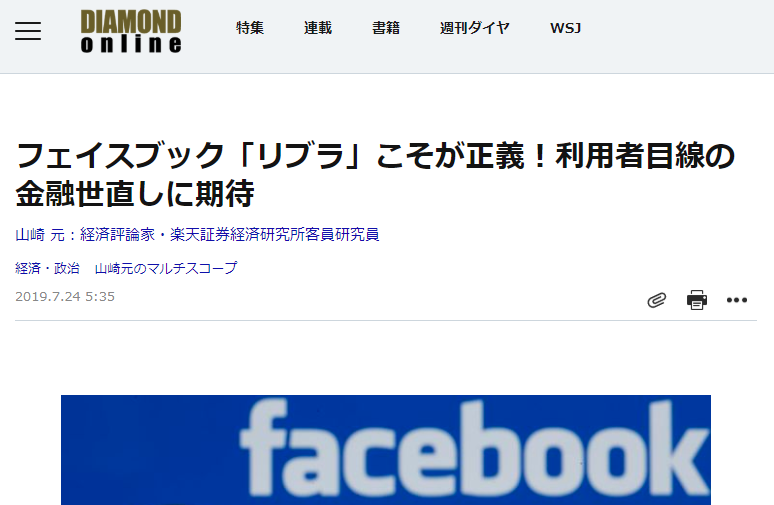 DIAMOND
online
特集 連載 書籍 週刊ダイヤ WSJ
フェイスブック「リブラ」こそが正義！利用者目線の
金融世直しに期待
山崎 元：経済評論家・楽天証券経済研究所客員研究員
経済・政治 山崎元のマルチスコープ
2019.7.24 5:35
facebook